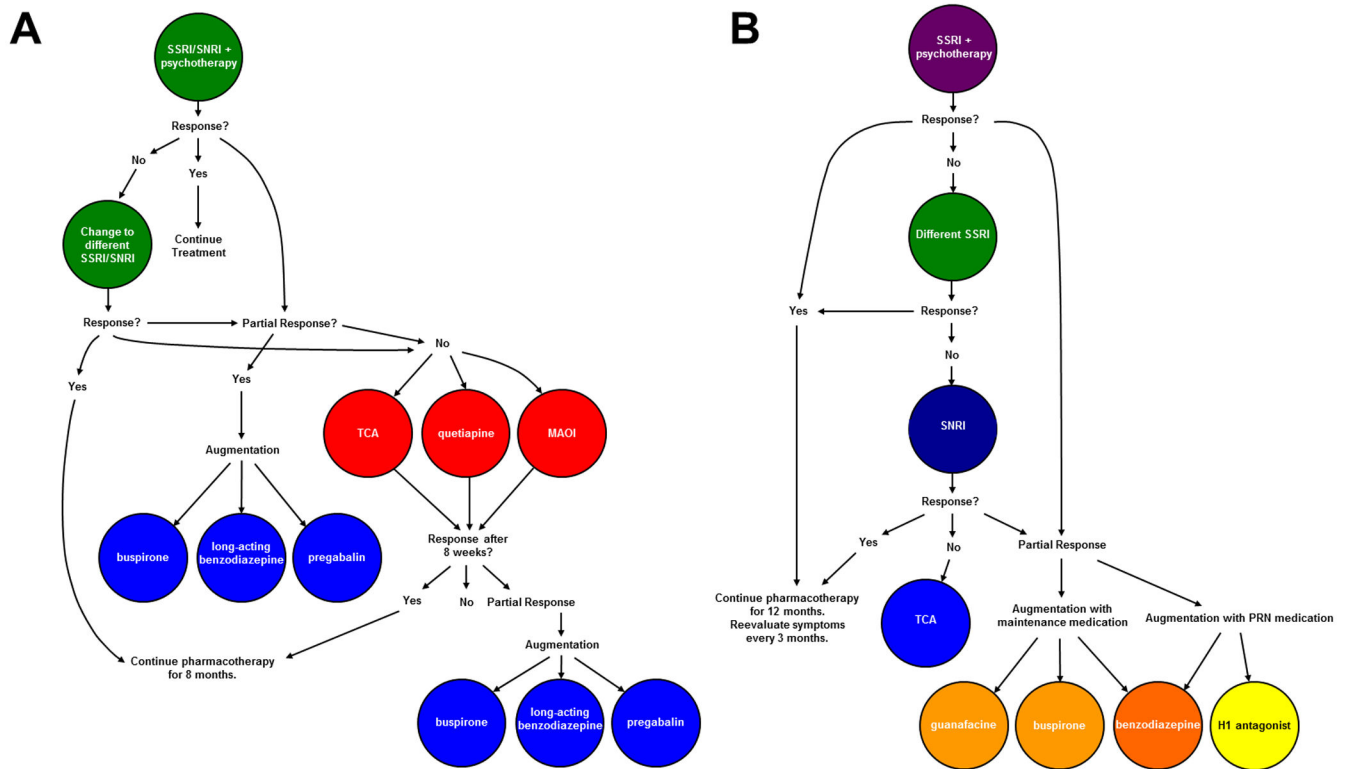 A
SSRI/SNRI +
psychotherapy
Response?
No
Yes
Change to
different
SSRI/SNRI
Continue
Treatment
Response?
Partial Response?
No
Yes
Yes
TCA
quetiapine
MAOI
Augmentation
buspirone
long-acting
benzodiazepine
pregabalin
Response after
8 weeks?
Yes
No
Partial Response
Augmentation
Continue pharmacotherapy
for 8 months.
buspirone
long-acting
benzodiazepine
pregabalin
B
SSRI +
psychotherapy
Response?
No
Different SSRI
Yes
Response?
No
SNRI
Response?
Yes
No
Partial Response
Continue pharmacotherapy
for 12 months.
Reevaluate symptoms
every 3 months.
TCA
Augmentation with
maintenance medication
Augmentation with PRN medication
guanafacine
buspirone
benzodiazepine
H1 antagonist